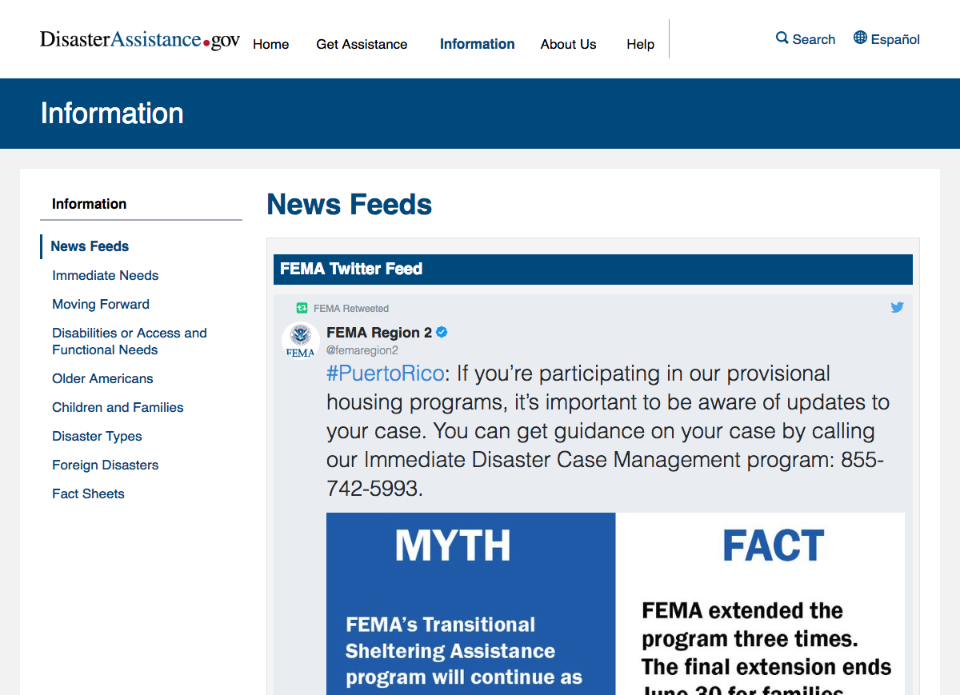 DisasterAssistance.gov
Home
Get Assistance
Information
About Us
Help
Search
Español
Information
Information
News Feeds
Immediate Needs
Moving Forward
Disabilities or Access and
Functional Needs
Older Americans
Children and Families
Disaster Types
Foreign Disasters
Fact Sheets
News Feeds
FEMA Twitter Feed
FEMA Retweeted
FEMA
FEMA Region 2
@femaregion2
#PuertoRico: If you’re participating in our provisional
housing programs, it’s important to be aware of updates to
your case. You can get guidance on your case by calling
our Immediate Disaster Case Management program: 855-
742-5993.
MYTH
FEMA’s Transitional
Sheltering Assistance
program will continue as
FACT
FEMA extended the
program three times.
The final extension ends
June 30 for families